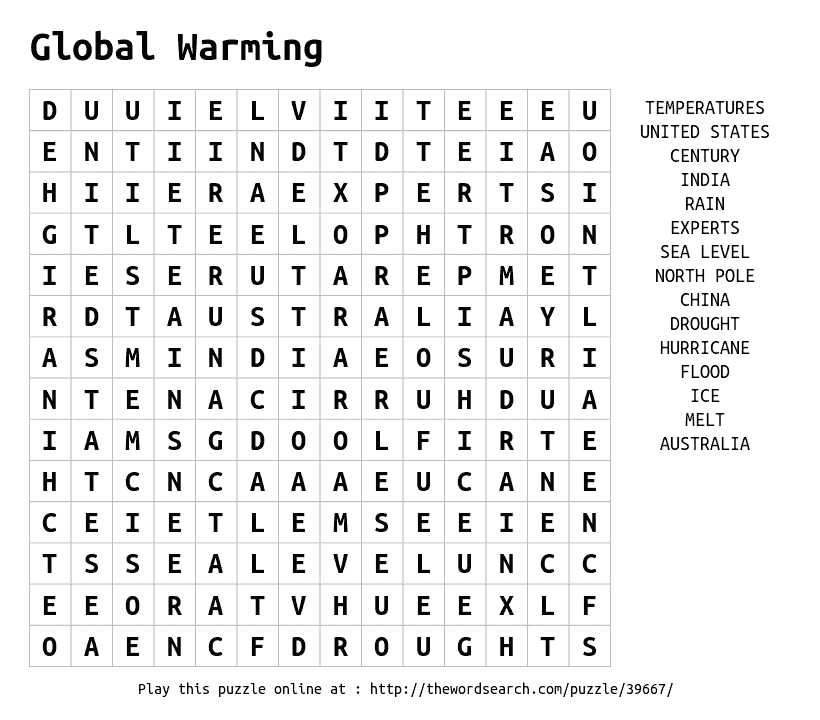 Global Warming
D U U I E L V I I T E E E U
E N T I I N D T D T E I A O
H I I E R A E X P E R T S I
G T L T E E L O P H T R O N
I E S E R U T A R E P M E T
R D T A U S T R A L I A Y L
A S M I N D I A E O S U R I
N T E N A C I R R U H D U A
I A M S G D O O L F I R T E
H T C N C A A A E U C A N E
C E I E T L E M S E E I E N
T S S E A L E V E L U N C C
E E O R A T V H U E E X L F
O A E N C F D R O U G H T S
TEMPERATURES
UNITED STATES
CENTURY
INDIA
RAIN
EXPERTS
SEA LEVEL
NORTH POLE
CHINA
DROUGHT
HURRICANE
FLOOD
ICE
MELT
AUSTRALIA
Play this puzzle online at : http://thewordsearch.com/puzzle/39667/